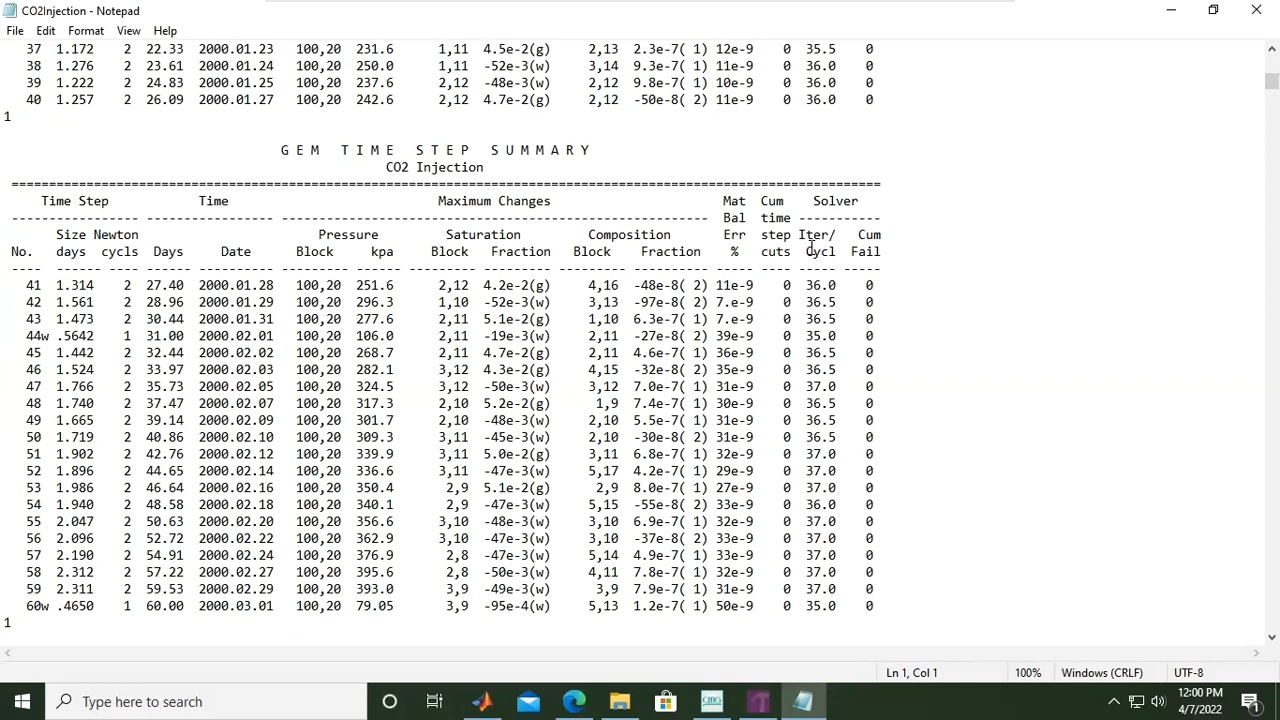 CO2Injection - Notepad
File Edit Format View Help
37 1.172 2 22.33 2000.01.23 100,20 231.6 1,11 4.5e-2(g) 2,13 2.3e-7( 1) 12e-9 0 35.5 0
38 1.276 2 23.61 2000.01.24 100,20 250.0 1,11 -52e-3(w) 3,14 9.3e-7( 1) 11e-9 0 36.0 0
39 1.222 2 24.83 2000.01.25 100,20 237.6 2,12 -48e-3(w) 2,12 9.8e-7( 1) 10e-9 0 36.0 0
40 1.257 2 26.09 2000.01.27 100,20 242.6 2,12 4.7e-2(g) 2,12 -50e-8( 2) 11e-9 0 36.0 0
1
G E M T I M E S T E P S U M M A R Y
CO2 Injection
================================================================================
Time Step Time Maximum Changes Mat Cum Solver
----------------- ----------------- --------------------------------------------------------- Bal time -----------
Size Newton Pressure Saturation Composition Err step Iter/ Cum
No. days cycls Days Date Block kpa Block Fraction Block Fraction % cuts Cycl Fail
---- ----- ----- ----- ---------- ------- ----- ------- --------- ------- ---------- ----- ---- ----- -----
41 1.314 2 27.40 2000.01.28 100,20 251.6 2,12 4.2e-2(g) 4,16 -48e-8( 2) 11e-9 0 36.0 0
42 1.561 2 28.96 2000.01.29 100,20 296.3 1,10 -52e-3(w) 3,13 -97e-8( 2) 7.e-9 0 36.5 0
43 1.473 2 30.44 2000.01.31 100,20 277.6 2,11 5.1e-2(g) 1,10 6.3e-7( 1) 7.e-9 0 36.5 0
44w .5642 1 31.00 2000.02.01 100,20 106.0 2,11 -19e-3(w) 2,11 -27e-8( 2) 39e-9 0 35.0 0
45 1.442 2 32.44 2000.02.02 100,20 268.7 2,11 4.7e-2(g) 2,11 4.6e-7( 1) 36e-9 0 36.5 0
46 1.524 2 33.97 2000.02.03 100,20 282.1 3,12 4.3e-2(g) 4,15 -32e-8( 2) 35e-9 0 36.5 0
47 1.766 2 35.73 2000.02.05 100,20 324.5 3,12 -50e-3(w) 3,12 7.0e-7( 1) 31e-9 0 37.0 0
48 1.740 2 37.47 2000.02.07 100,20 317.3 2,10 5.2e-2(g) 1,9 7.4e-7( 1) 30e-9 0 36.5 0
49 1.665 2 39.14 2000.02.09 100,20 301.7 2,10 -48e-3(w) 2,10 5.5e-7( 1) 31e-9 0 36.5 0
50 1.719 2 40.86 2000.02.10 100,20 309.3 3,11 -45e-3(w) 2,10 -30e-8( 2) 31e-9 0 36.5 0
51 1.902 2 42.76 2000.02.12 100,20 339.9 3,11 5.0e-2(g) 3,11 6.8e-7( 1) 32e-9 0 37.0 0
52 1.896 2 44.65 2000.02.14 100,20 336.6 3,11 -47e-3(w) 5,17 4.2e-7( 1) 29e-9 0 37.0 0
53 1.986 2 46.64 2000.02.16 100,20 350.4 2,9 5.1e-2(g) 2,9 8.0e-7( 1) 27e-9 0 37.0 0
54 1.940 2 48.58 2000.02.18 100,20 340.1 2,9 -47e-3(w) 5,15 -55e-8( 2) 33e-9 0 36.0 0
55 2.047 2 50.63 2000.02.20 100,20 356.6 3,10 -48e-3(w) 3,10 6.9e-7( 1) 32e-9 0 37.0 0
56 2.096 2 52.72 2000.02.22 100,20 362.9 3,10 -47e-3(w) 3,10 -37e-8( 2) 33e-9 0 37.0 0
57 2.190 2 54.91 2000.02.24 100,20 376.9 2,8 -47e-3(w) 5,14 4.9e-7( 1) 33e-9 0 37.0 0
58 2.312 2 57.22 2000.02.27 100,20 395.6 2,8 -50e-3(w) 4,11 7.8e-7( 1) 32e-9 0 37.0 0
59 2.311 2 59.53 2000.02.29 100,20 393.0 3,9 -49e-3(w) 3,9 7.9e-7( 1) 31e-9 0 37.0 0
60w .4650 1 60.00 2000.03.01 100,20 79.05 3,9 -95e-4(w) 5,13 1.2e-7( 1) 50e-9 0 35.0 0
1
Ln 1, Col 1 100% Windows (CRLF) UTF-8
Type here to search
12:00 PM
4/7/2022